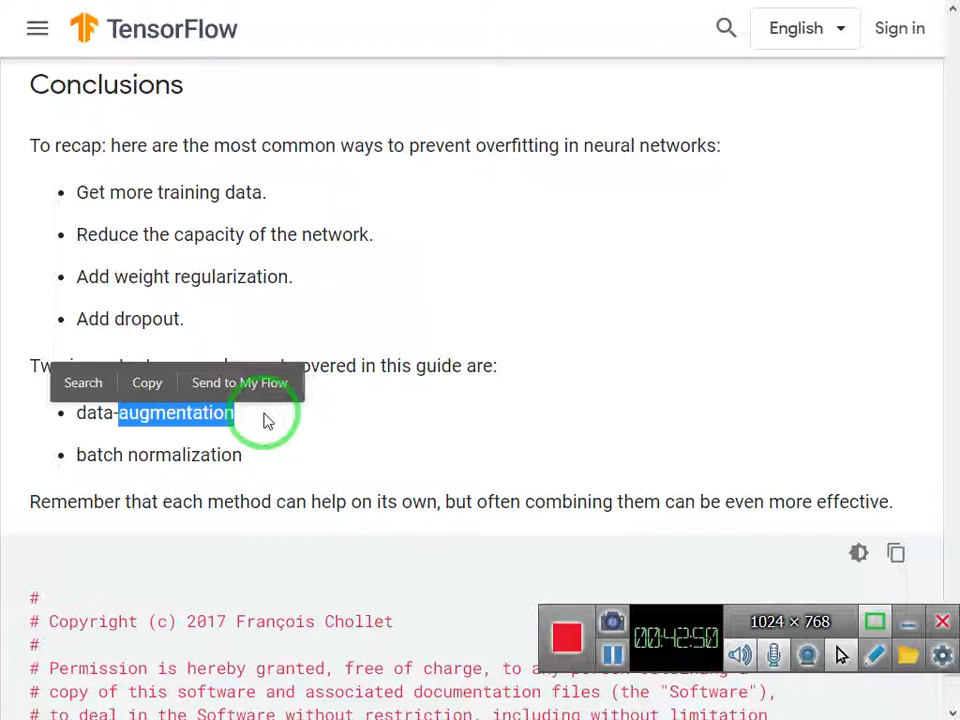 TensorFlow
English
Sign in
Conclusions
To recap: here are the most common ways to prevent overfitting in neural networks:
• Get more training data.
• Reduce the capacity of the network.
• Add weight regularization.
• Add dropout.
overed in this guide are:
Search Copy Send to My Flow
• data-augmentation
• batch normalization
Remember that each method can help on its own, but often combining them can be even more effective.
#
# Copyright (c) 2017 François Chollet
#
# Permission is hereby granted, free of charge, to
# copy of this software and associated documentation files (the "Software"),
# to deal in the Software without restriction, including without limitation
00:42:50
1024 × 768